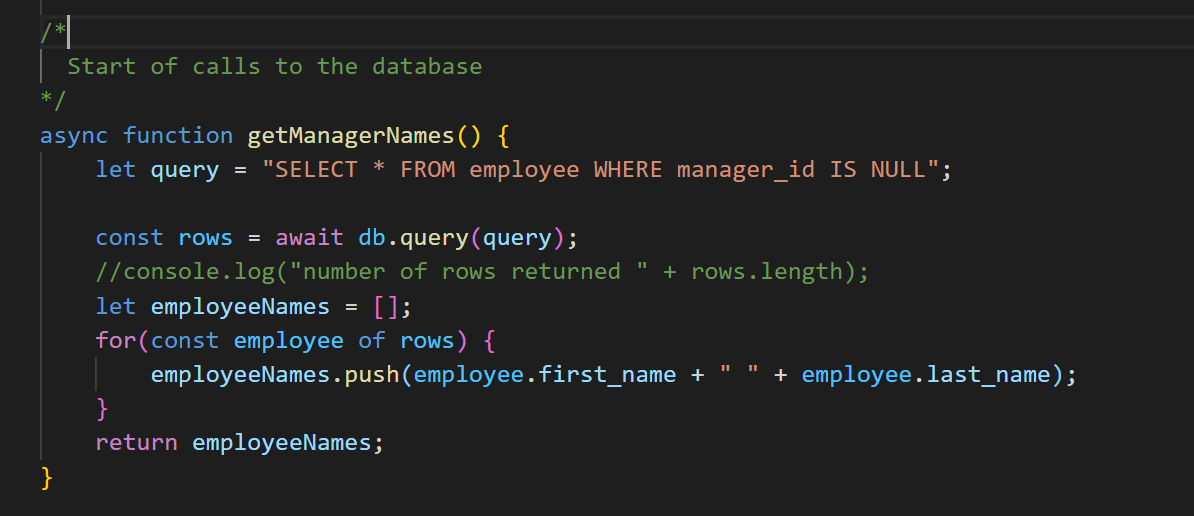 /*
  Start of calls to the database
*/
async function getManagerNames() {
    let query = "SELECT * FROM employee WHERE manager_id IS NULL";

    const rows = await db.query(query);
    //console.log("number of rows returned " + rows.length);
    let employeeNames = [];
    for(const employee of rows) {
        employeeNames.push(employee.first_name + " " + employee.last_name);
    }
    return employeeNames;
}